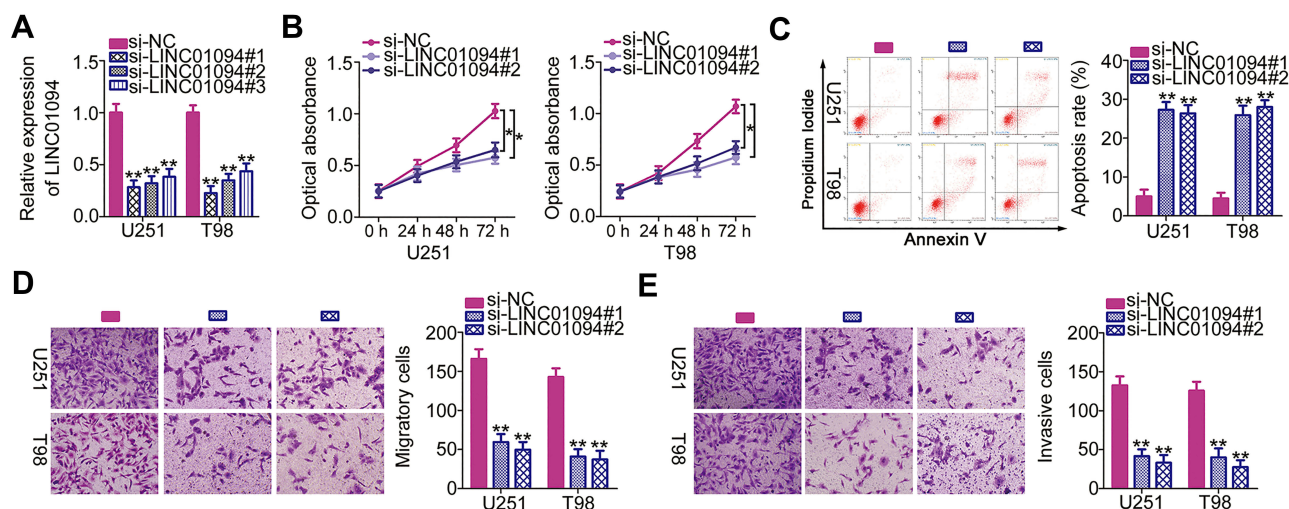 A
si-NC
si-LINC01094#1
si-LINC01094#2
si-LINC01094#3
Relative expression
of LINC01094
1.5
1.0
0.5
0.0
** ** **
** ** **
U251
T98
B
si-NC
si-LINC01094#1
si-LINC01094#2
Optical absorbance
1.5
1.0
0.5
0.0
* *
0 h 24 h 48 h 72 h
U251
si-NC
si-LINC01094#1
si-LINC01094#2
Optical absorbance
1.5
1.0
0.5
0.0
*
0 h 24 h 48 h 72 h
T98
C
Propidium Iodide
U251
T98
Annexin V
si-NC
si-LINC01094#1
si-LINC01094#2
Apoptosis rate (%)
40
30
20
10
0
** **
** **
U251
T98
D
U251
T98
si-NC
si-LINC01094#1
si-LINC01094#2
Migratory cells
200
150
100
50
0
** **
** **
U251
T98
E
U251
T98
si-NC
si-LINC01094#1
si-LINC01094#2
Invasive cells
200
150
100
50
0
** **
** **
U251
T98